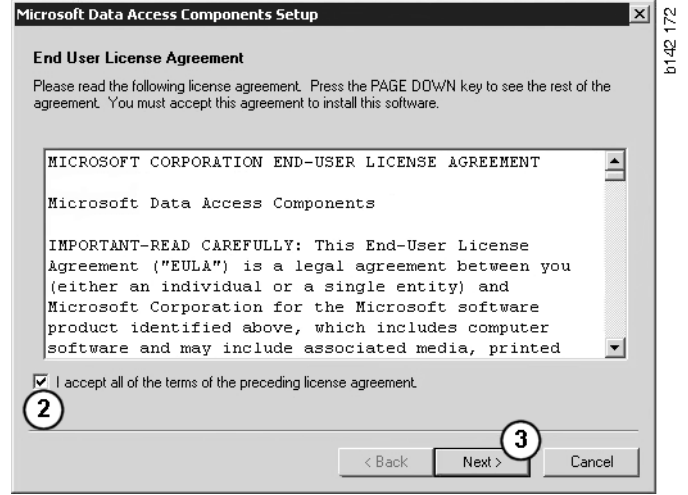 Microsoft Data Access Components Setup
b142 172
End User License Agreement
Please read the following license agreement. Press the PAGE DOWN key to see the rest of the
agreement. You must accept this agreement to install this software.
MICROSOFT CORPORATION END-USER LICENSE AGREEMENT
Microsoft Data Access Components
IMPORTANT-READ CAREFULLY: This End-User License
Agreement ("EULA") is a legal agreement between you
(either an individual or a single entity) and
Microsoft Corporation for the Microsoft software
product identified above, which includes computer
software and may include associated media, printed
I accept all of the terms of the preceding license agreement.
2
3
< Back Next > Cancel